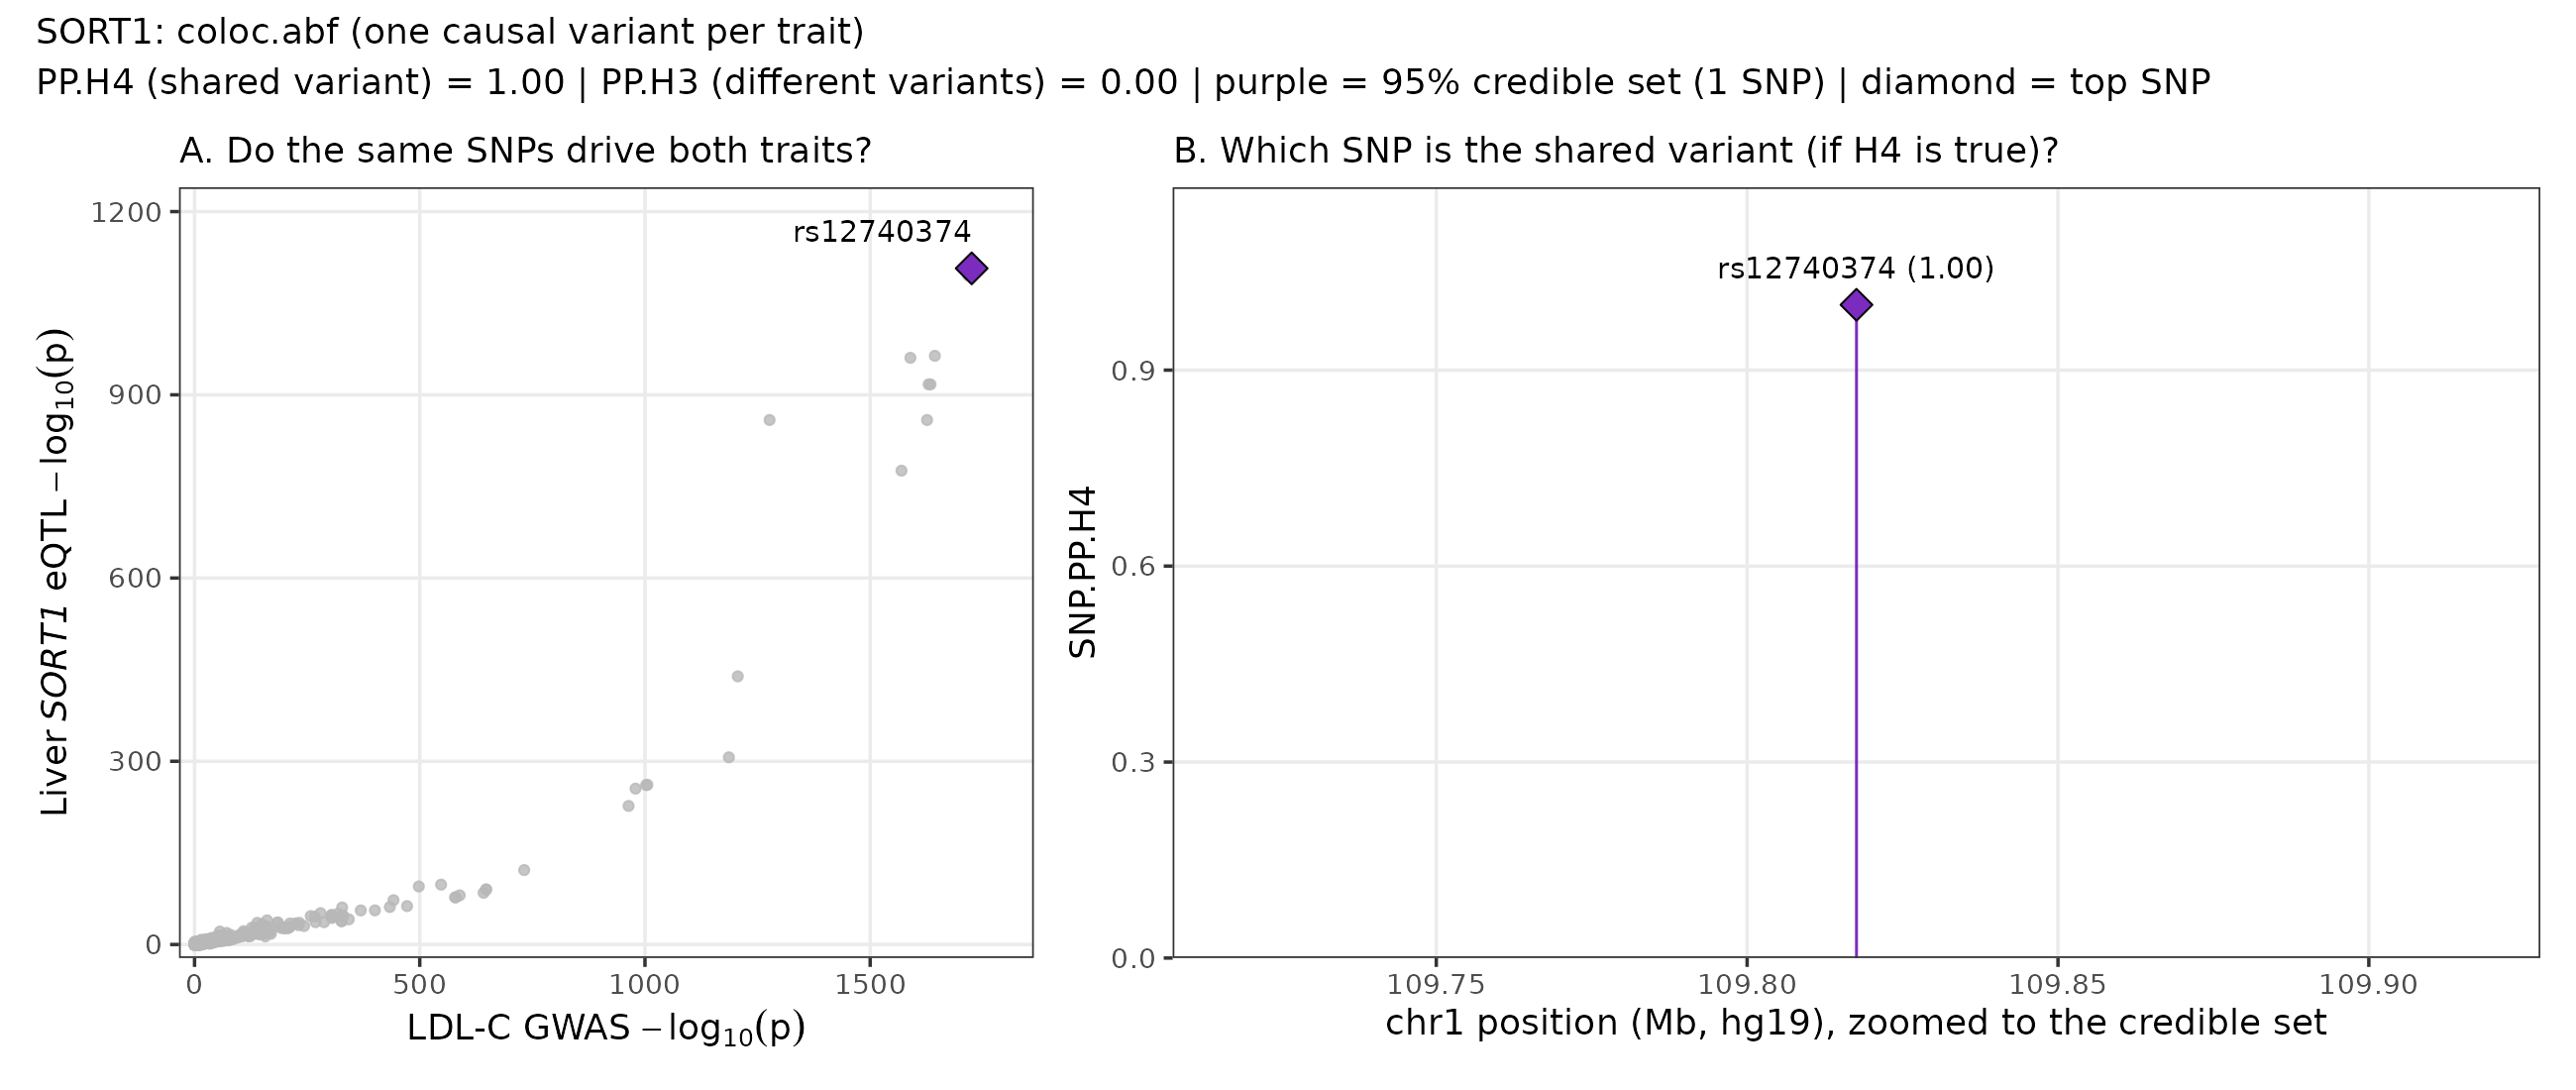 SORT1: coloc.abf (one causal variant per trait)
PP.H4 (shared variant) = 1.00 | PP.H3 (different variants) = 0.00 | purple = 95% credible set (1 SNP) | diamond = top SNP
A. Do the same SNPs drive both traits?
1200
900
600
300
0
Liver SORT1 eQTL −log10(p)
rs12740374
0 500 1000 1500
LDL-C GWAS −log10(p)
B. Which SNP is the shared variant (if H4 is true)?
0.9
0.6
0.3
0.0
SNP.PP.H4
rs12740374 (1.00)
109.75 109.80 109.85 109.90
chr1 position (Mb, hg19), zoomed to the credible set